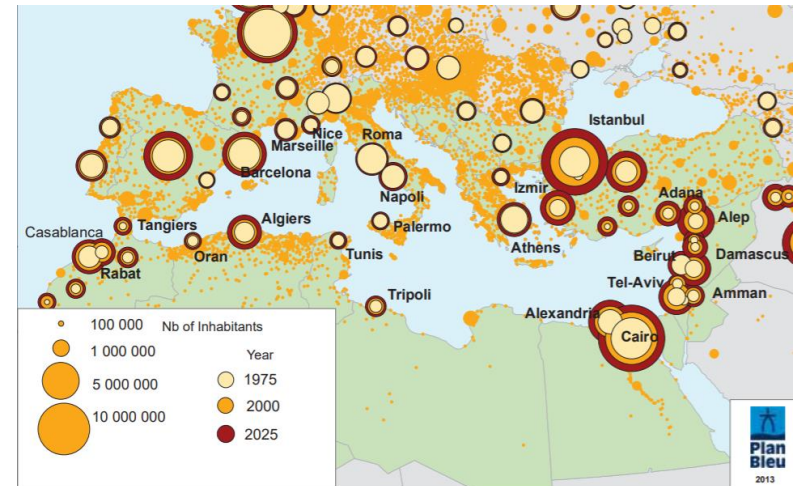 Istanbul
Nice
Roma
Marseille
Barcelona
Napoli
Izmir
Adana
Tangiers
Algiers
Palermo
Alep
Casablanca
Athens
Oran
Tunis
Beirut
Damascus
Rabat
Tel-Aviv
Tripoli
Amman
Alexandria
Cairo
100 000
Nb of Inhabitants
1 000 000
Year
5 000 000
1975
10 000 000
2000
2025
Plan
Bleu
2013